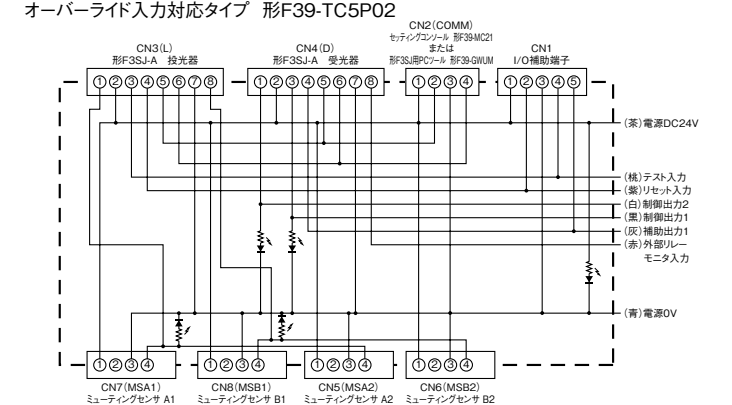 オーバーライド入力対応タイプ 形F39-TC5P02
CN3(L)
形F3SJ-A 投光器
CN4(D)
形F3SJ-A 受光器
CN2(COMM)
セッティングコンソール 形F39-MC21
または
形F3SJ用PCツール 形F39-GWUM
CN1
I/O補助端子
①②③④⑤⑥⑦⑧
①②③④⑤⑥⑦⑧
①②③④
①②③④⑤
(茶)電源DC24V
(桃)テスト入力
(紫)リセット入力
(白)制御出力2
(黒)制御出力1
(灰)補助出力1
(赤)外部リレー
モニタ入力
(青)電源0V
①②③④
①②③④
①②③④
①②③④
CN7(MSA1)
ミューティングセンサ A1
CN8(MSB1)
ミューティングセンサ B1
CN5(MSA2)
ミューティングセンサ A2
CN6(MSB2)
ミューティングセンサ B2